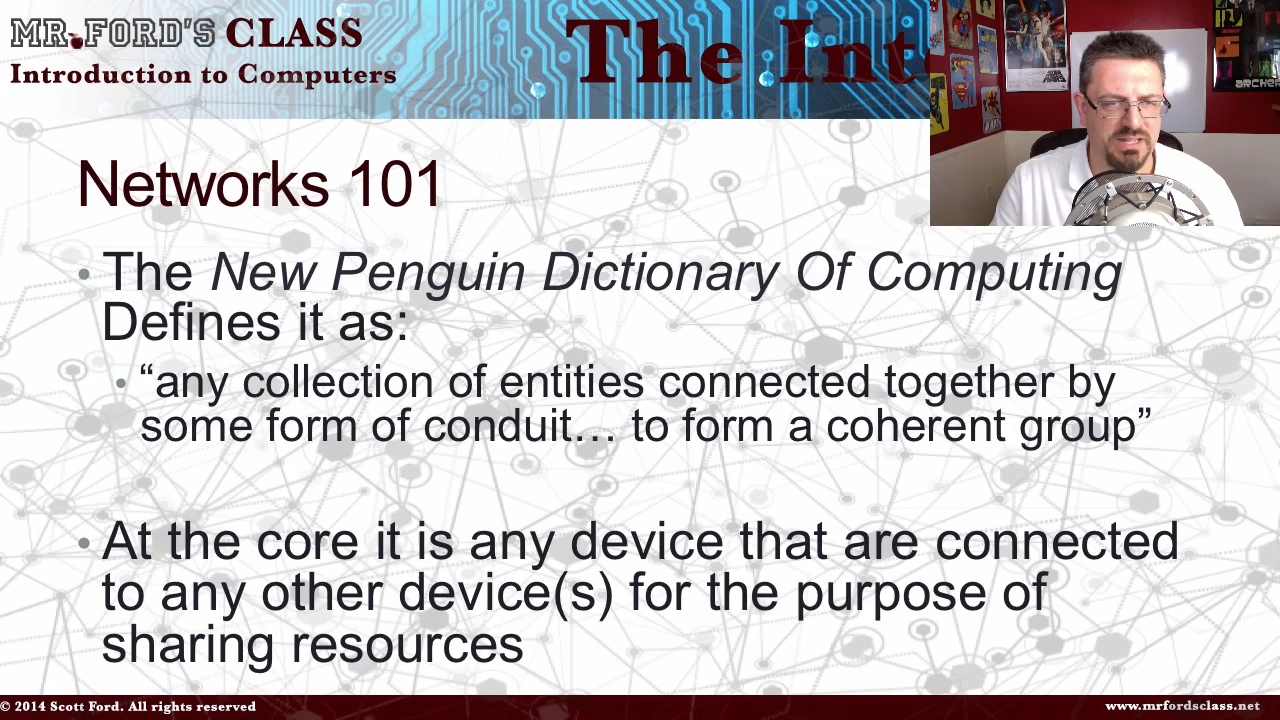 MR. FORD'S CLASS
Introduction to Computers
The Int
STAR WARS
ARCHER
Networks 101
• The New Penguin Dictionary Of Computing
Defines it as:
• “any collection of entities connected together by
some form of conduit… to form a coherent group”
• At the core it is any device that are connected
to any other device(s) for the purpose of
sharing resources
© 2014 Scott Ford. All rights reserved
www.mrfordsclass.net